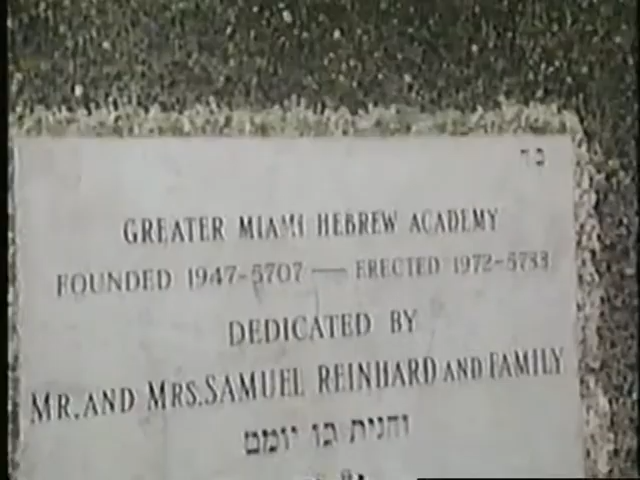 ב״ה
GREATER MIAMI HEBREW ACADEMY
FOUNDED 1947-5707 — ERECTED 1972-5733
DEDICATED BY
MR. AND MRS. SAMUEL REINHARD AND FAMILY
והגית בו יומם